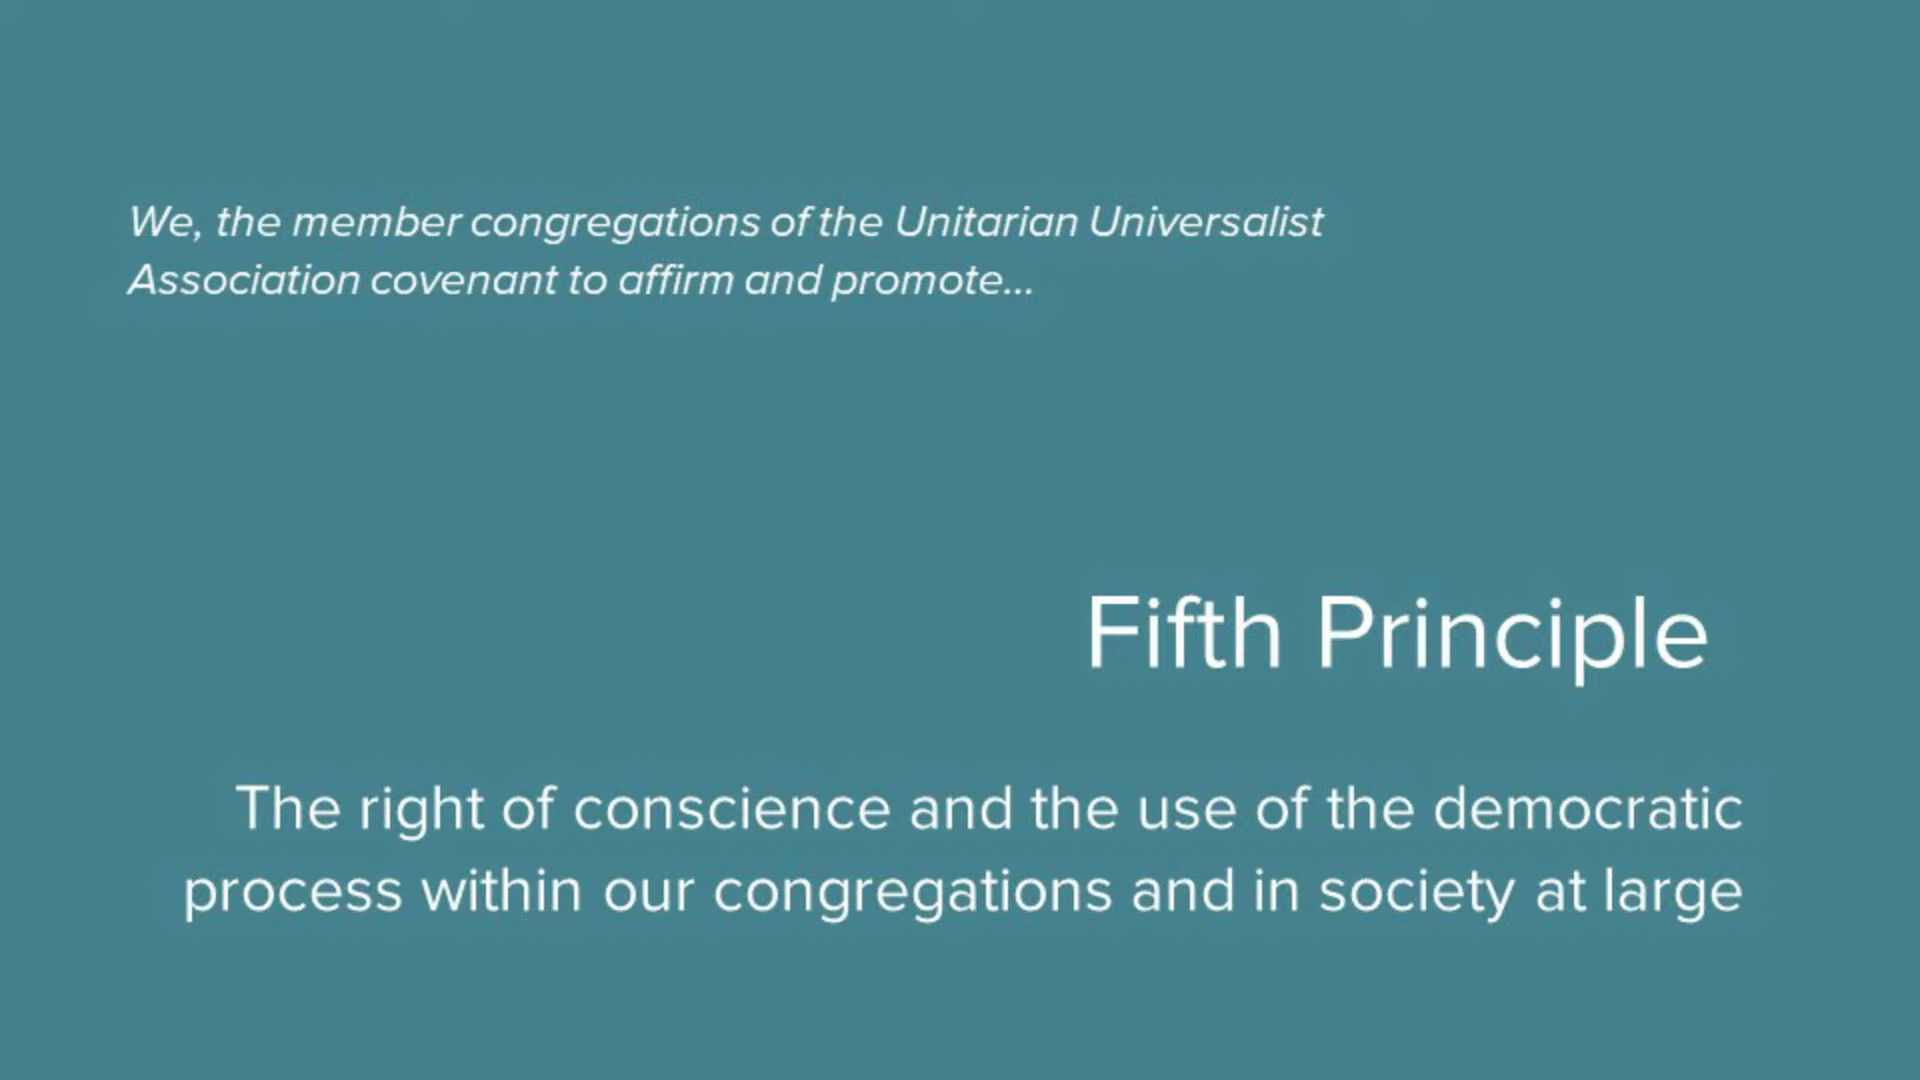 We, the member congregations of the Unitarian Universalist
Association covenant to affirm and promote...
Fifth Principle
The right of conscience and the use of the democratic
process within our congregations and in society at large